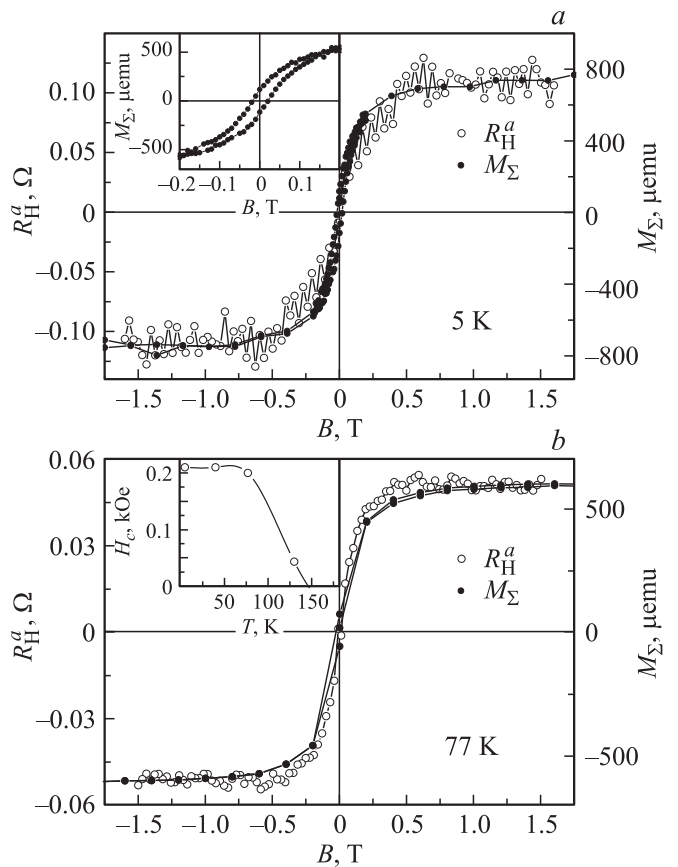 a
500
0
–500
M_Σ, μemu
–0.2 –0.1 0 0.1
B, T
0.10
0.05
0
–0.05
–0.10
R_H^a, Ω
R_H^a
M_Σ
5 K
800
400
0
–400
–800
M_Σ, μemu
–1.5 –1.0 –0.5 0 0.5 1.0 1.5
B, T
b
0.2
0.1
0
H_c, kOe
50 100 150
T, K
0.06
0.03
0
–0.03
–0.06
R_H^a, Ω
R_H^a
M_Σ
77 K
500
0
–500
M_Σ, μemu
–1.5 –1.0 –0.5 0 0.5 1.0 1.5
B, T